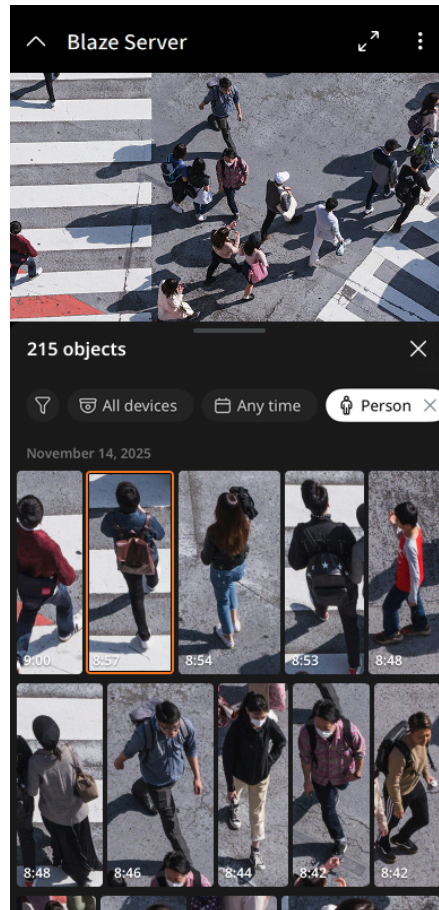 Blaze Server
215 objects
All devices
Any time
Person
November 14, 2025
9:00
8:57
8:54
8:53
8:48
8:48
8:46
8:44
8:42
8:42